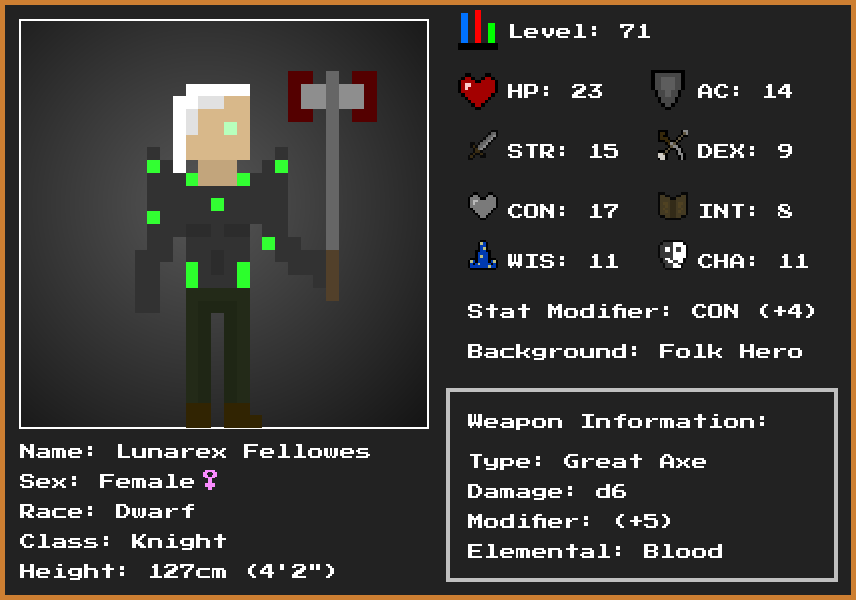 Level: 71
HP: 23
AC: 14
STR: 15
DEX: 9
CON: 17
INT: 8
WIS: 11
CHA: 11
Stat Modifier: CON (+4)
Background: Folk Hero
Weapon Information:
Type: Great Axe
Damage: d6
Modifier: (+5)
Elemental: Blood
Name: Lunarex Fellowes
Sex: Female♀
Race: Dwarf
Class: Knight
Height: 127cm (4'2")